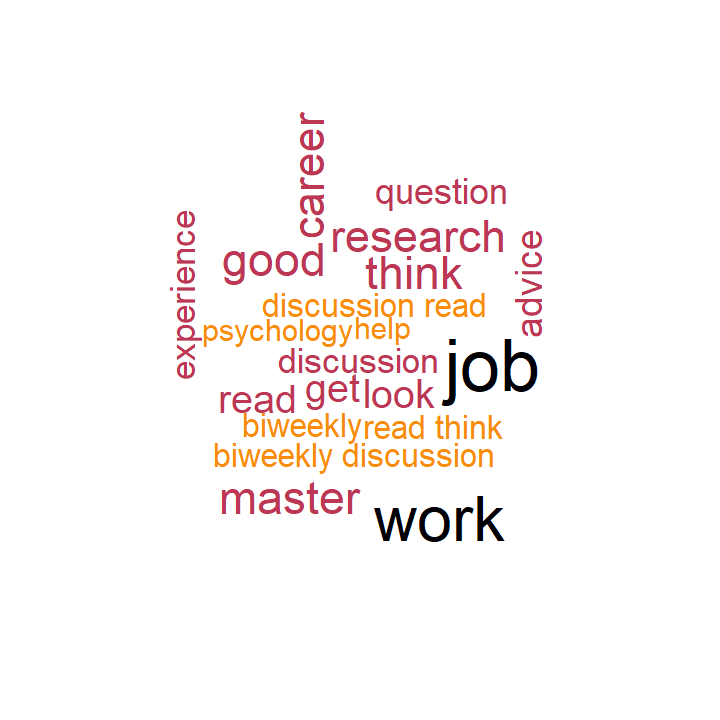 career
question
experience
research
advice
good
think
discussion read
psychology
help
discussion
job
read
get
look
biweekly
read think
biweekly discussion
master
work